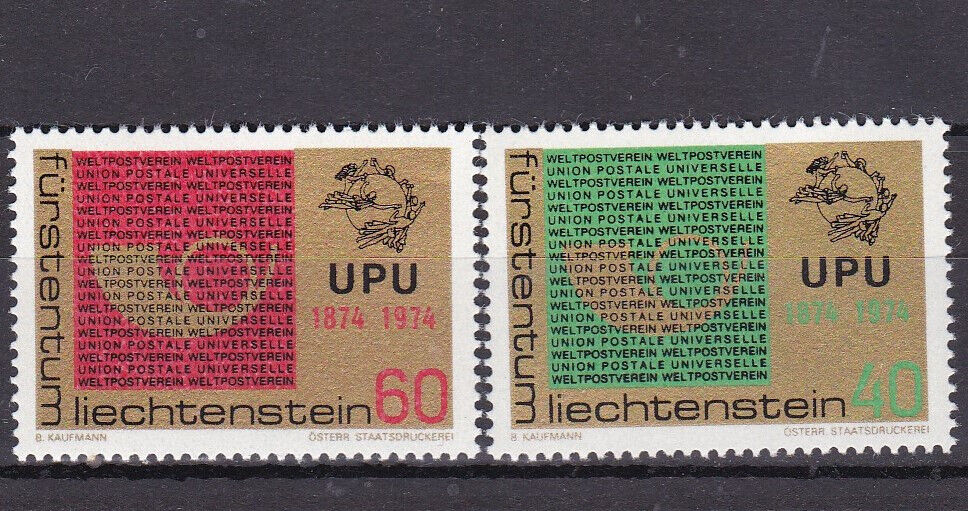 fürstentum
WELTPOSTVEREIN WELTPOSTVEREIN
UNION POSTALE UNIVERSELLE
UNION POSTALE UNIVERSELLE
WELTPOSTVEREIN WELTPOSTVEREIN
WELTPOSTVEREIN WELTPOSTVEREIN
UNION POSTALE UNIVERSELLE
UNION POSTALE UNIVERSELLE
WELTPOSTVEREIN WELTPOSTVEREIN
WELTPOSTVEREIN WELTPOSTVEREIN
UNION POSTALE UNIVERSELLE
UNION POSTALE UNIVERSELLE
WELTPOSTVEREIN WELTPOSTVEREIN
WELTPOSTVEREIN WELTPOSTVEREIN
UNION POSTALE UNIVERSELLE
UNION POSTALE UNIVERSELLE
WELTPOSTVEREIN WELTPOSTVEREIN
WELTPOSTVEREIN WELTPOSTVEREIN
UNION POSTALE UNIVERSELLE
WELTPOSTVEREIN WELTPOSTVEREIN
UPU
1874 1974
liechtenstein 60
B. KAUFMANN ÖSTERR. STAATSDRUCKEREI
fürstentum
WELTPOSTVEREIN WELTPOSTVEREIN
UNION POSTALE UNIVERSELLE
UNION POSTALE UNIVERSELLE
WELTPOSTVEREIN WELTPOSTVEREIN
WELTPOSTVEREIN WELTPOSTVEREIN
UNION POSTALE UNIVERSELLE
UNION POSTALE UNIVERSELLE
WELTPOSTVEREIN WELTPOSTVEREIN
WELTPOSTVEREIN WELTPOSTVEREIN
UNION POSTALE UNIVERSELLE
UNION POSTALE UNIVERSELLE
WELTPOSTVEREIN WELTPOSTVEREIN
WELTPOSTVEREIN WELTPOSTVEREIN
UNION POSTALE UNIVERSELLE
UNION POSTALE UNIVERSELLE
WELTPOSTVEREIN WELTPOSTVEREIN
WELTPOSTVEREIN WELTPOSTVEREIN
UNION POSTALE UNIVERSELLE
WELTPOSTVEREIN WELTPOSTVEREIN
UPU
1874 1974
liechtenstein 40
B. KAUFMANN ÖSTERR. STAATSDRUCKEREI